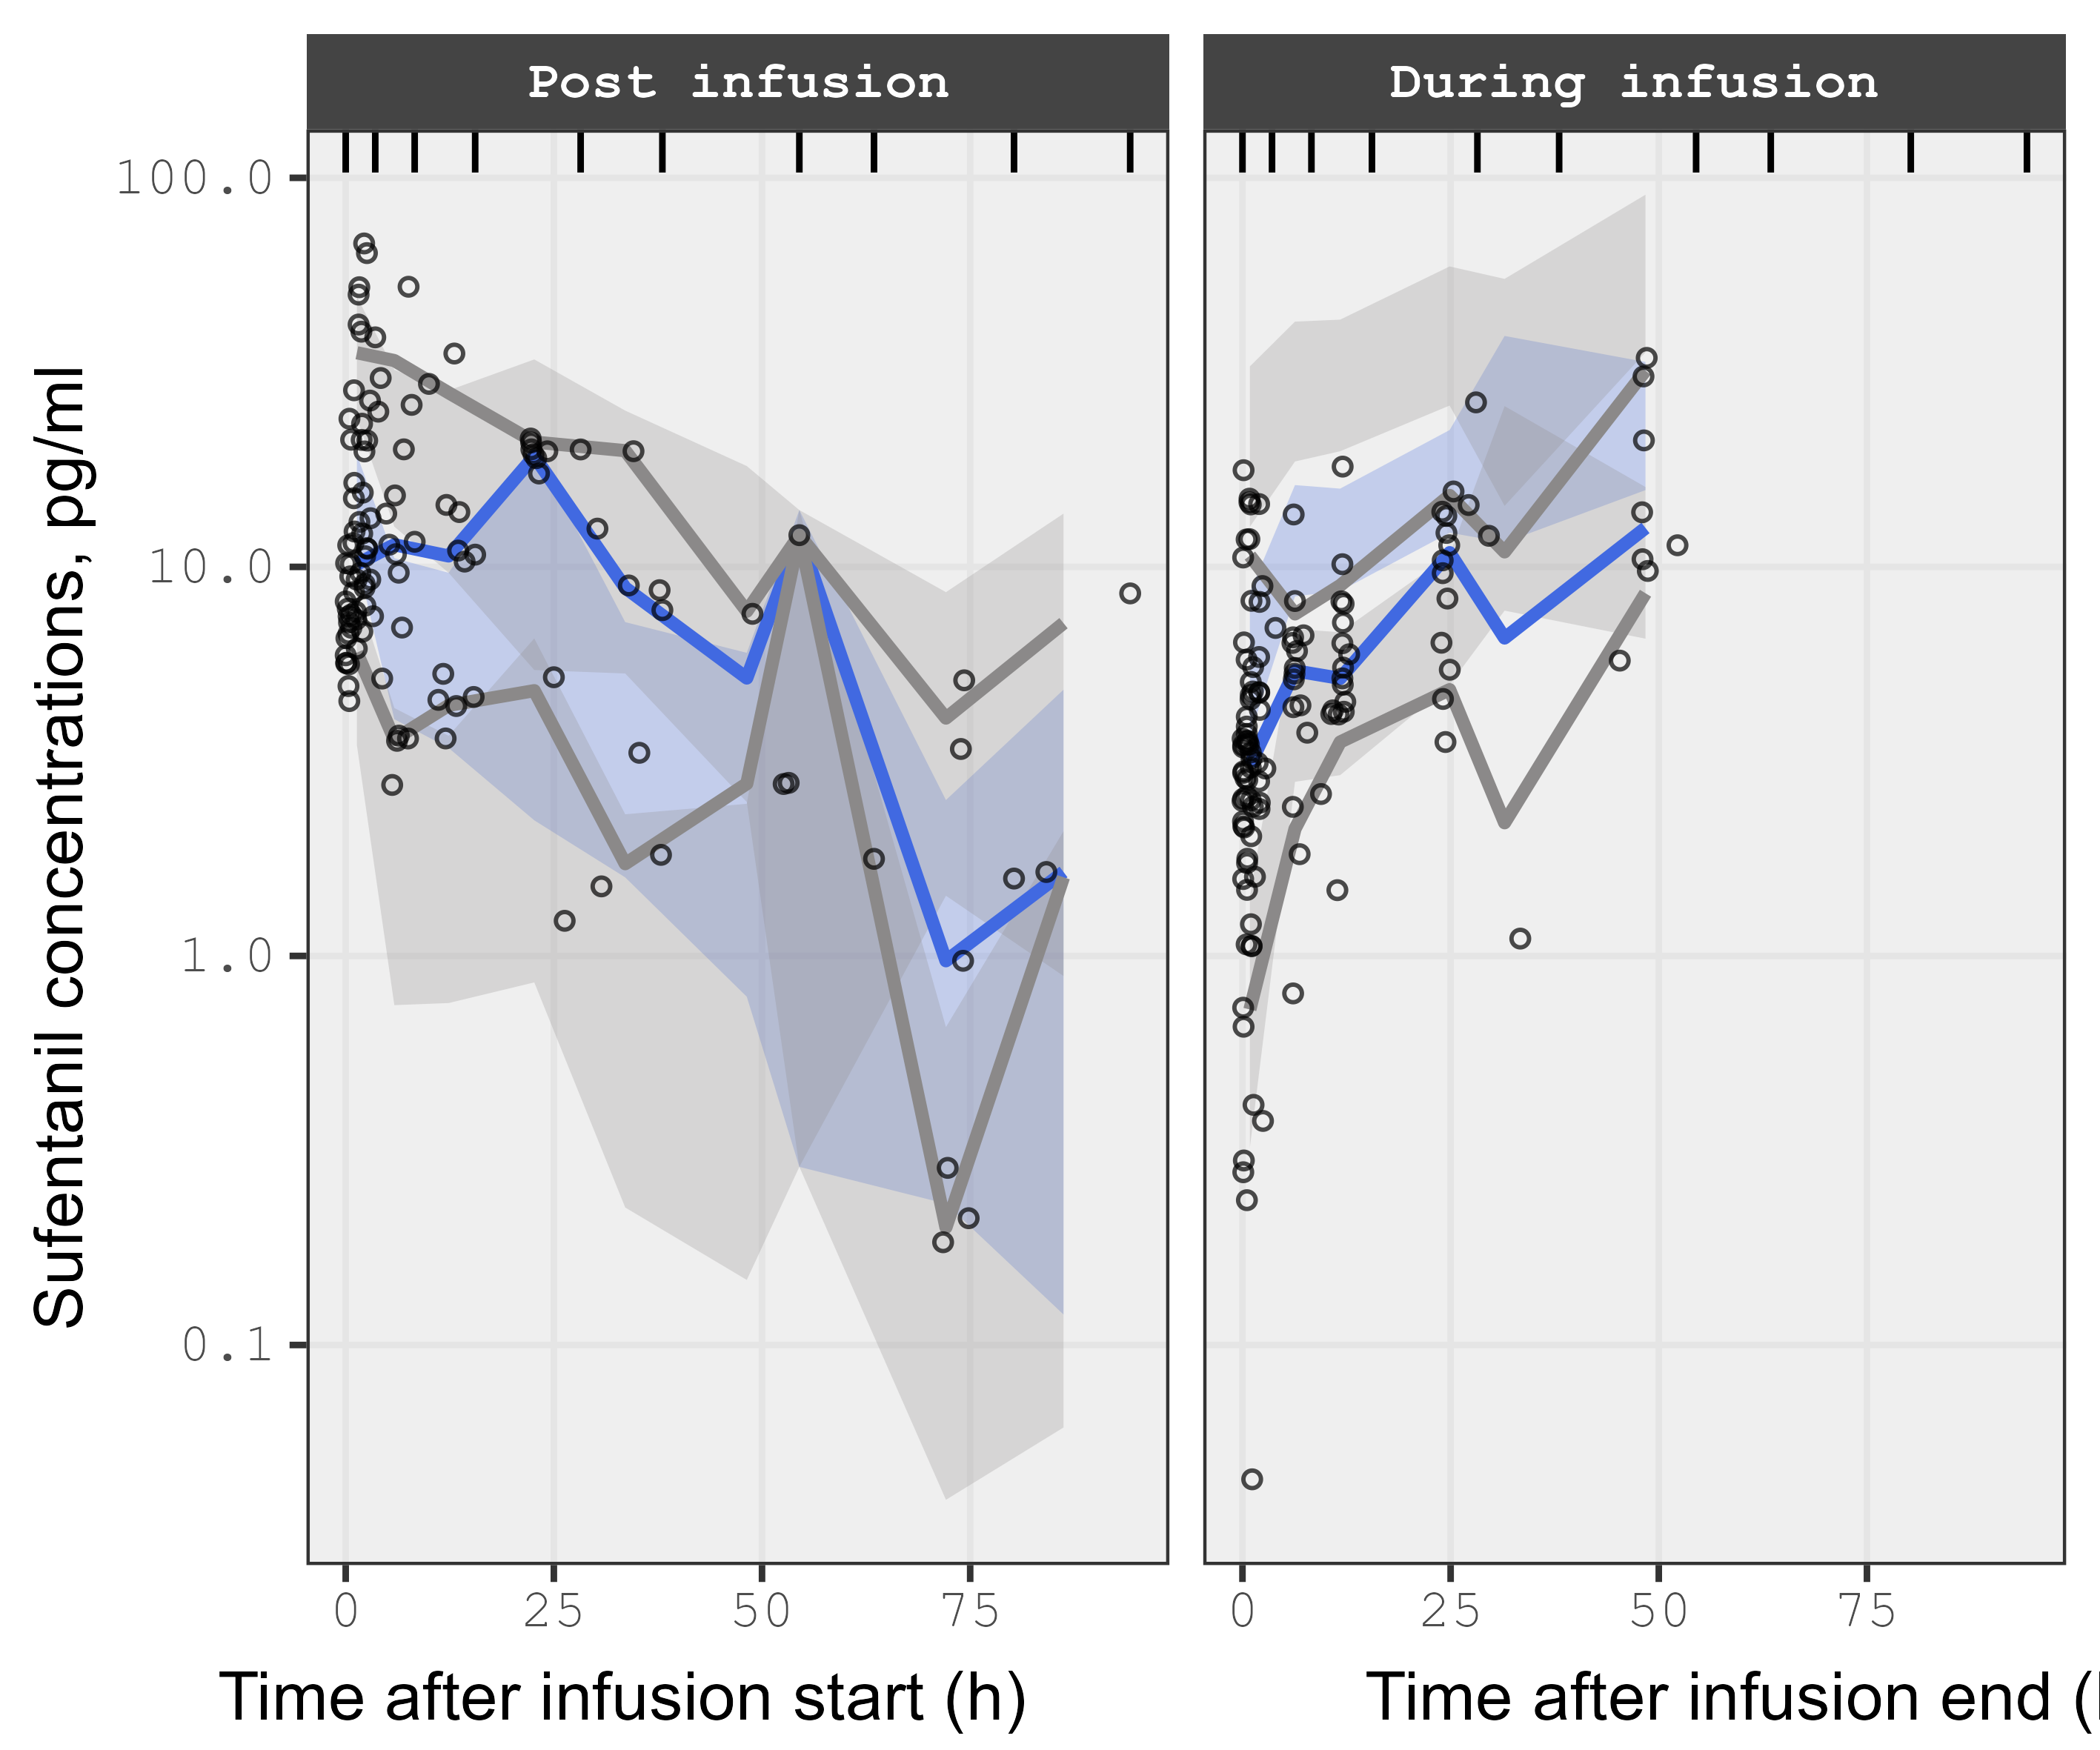 Post infusion
During infusion
100.0
10.0
1.0
0.1
Sufentanil concentrations, pg/ml
0 25 50 75
0 25 50 75
Time after infusion start (h)
Time after infusion end (